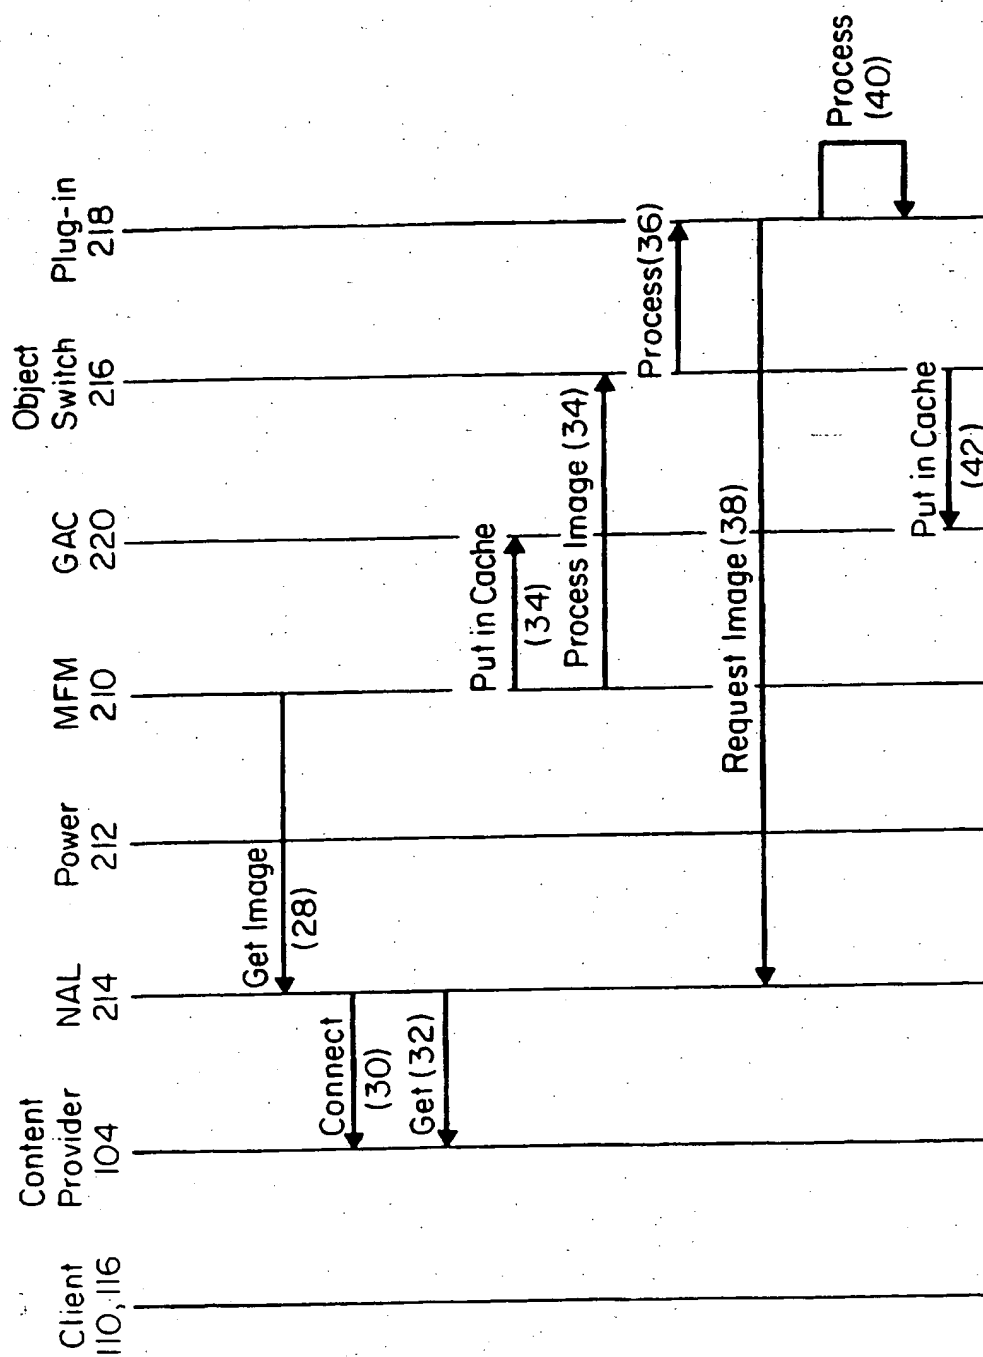 Client
110,116
Content
Provider
104
NAL
214
Power
212
MFM
210
GAC
220
Object
Switch
216
Plug-in
218
Get Image
(28)
Connect
(30)
Get (32)
Put in Cache
(34)
Process Image (34)
Process(36)
Request Image (38)
Process
(40)
Put in Cache
(42)